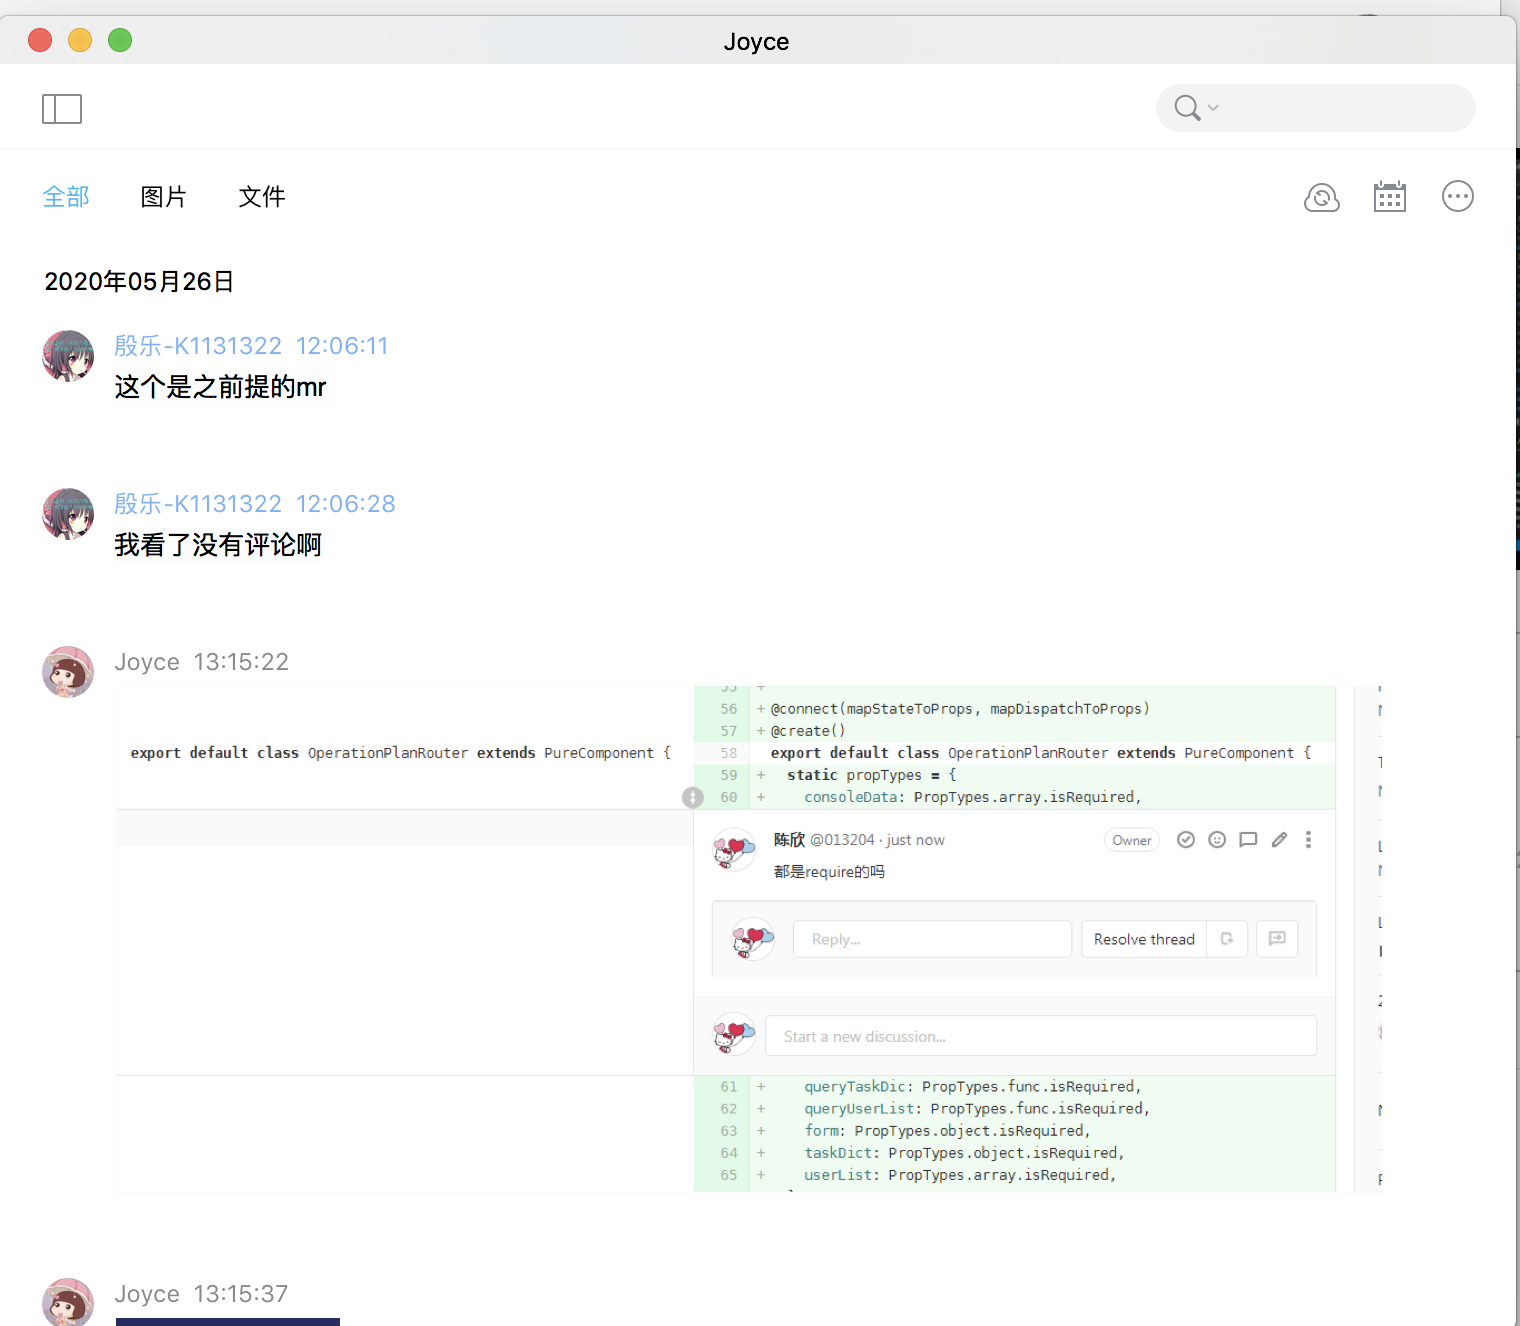 Joyce
全部 图片 文件
2020年05月26日
殷乐-K1131322 12:06:11
这个是之前提的mr
殷乐-K1131322 12:06:28
我看了没有评论啊
Joyce 13:15:22
56 + @connect(mapStateToProps, mapDispatchToProps)
57 + @create()
export default class OperationPlanRouter extends PureComponent { 58 export default class OperationPlanRouter extends PureComponent {
59 + static propTypes = {
60 + consoleData: PropTypes.array.isRequired,
陈欣 @013204 · just now Owner
都是require的吗
Reply... Resolve thread
Start a new discussion...
61 + queryTaskDic: PropTypes.func.isRequired,
62 + queryUserList: PropTypes.func.isRequired,
63 + form: PropTypes.object.isRequired,
64 + taskDict: PropTypes.object.isRequired,
65 + userList: PropTypes.array.isRequired,
Joyce 13:15:37